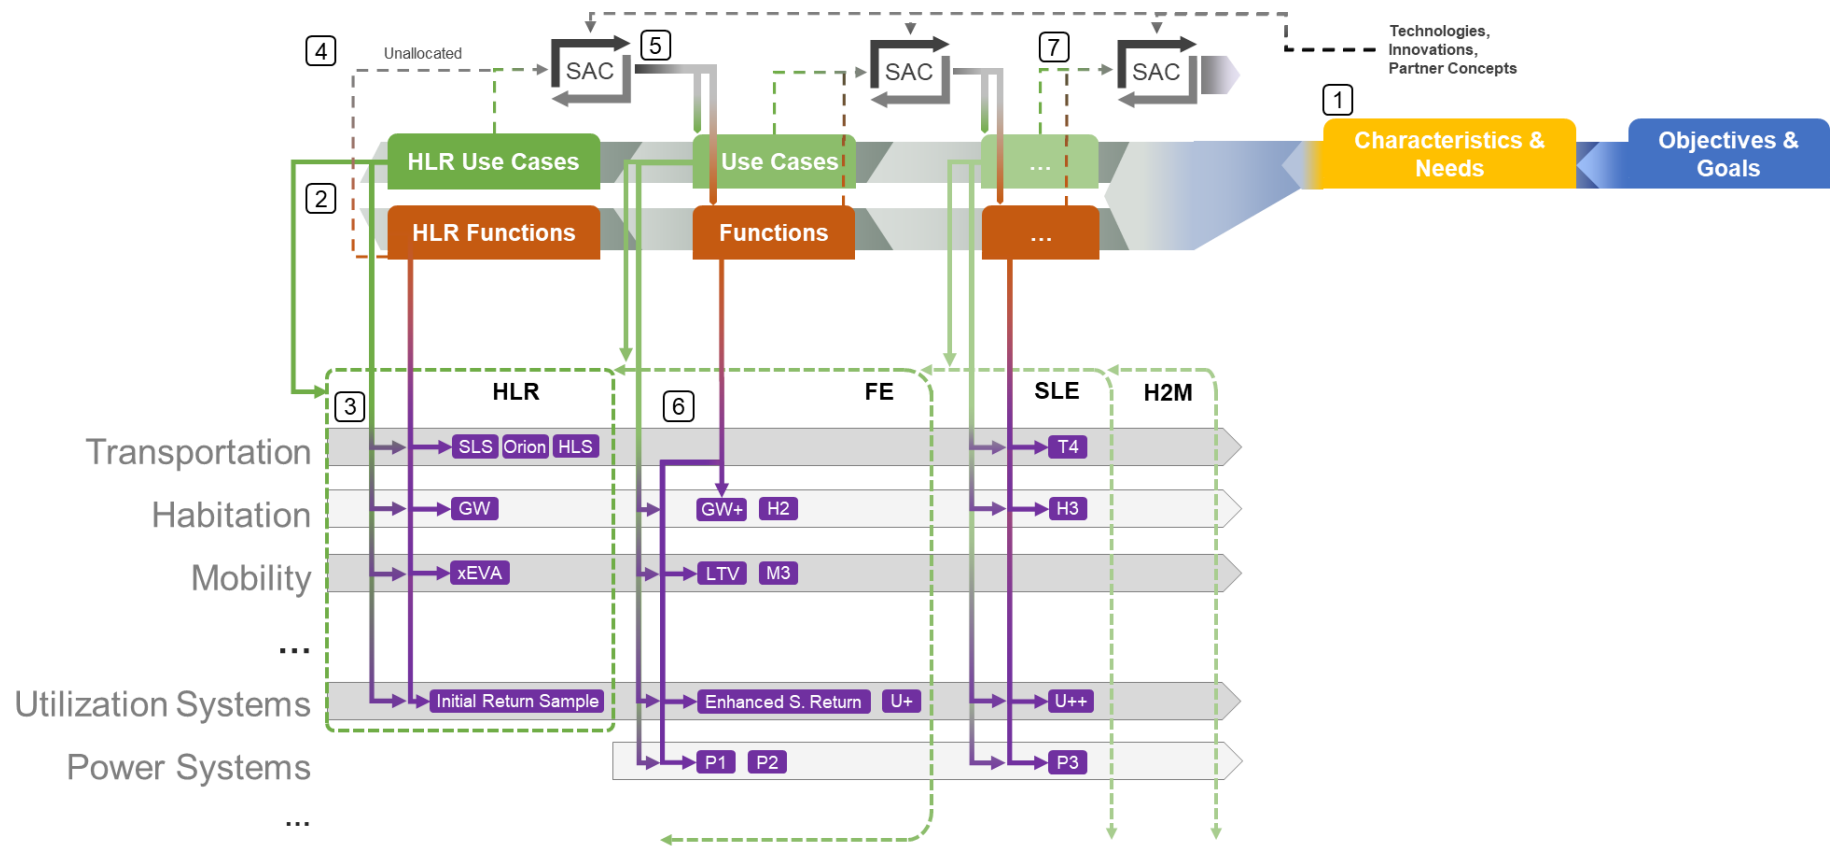 Technologies,
Innovations,
Partner Concepts
4
Unallocated
SAC
5
SAC
7
SAC
1
HLR Use Cases
Use Cases
...
Characteristics &
Needs
Objectives &
Goals
2
HLR Functions
Functions
...
HLR
FE
SLE
H2M
3
6
Transportation
SLS
Orion
HLS
T4
Habitation
GW
GW+
H2
H3
Mobility
xEVA
LTV
M3
...
Utilization Systems
Initial Return Sample
Enhanced S. Return
U+
U++
Power Systems
P1
P2
P3
...